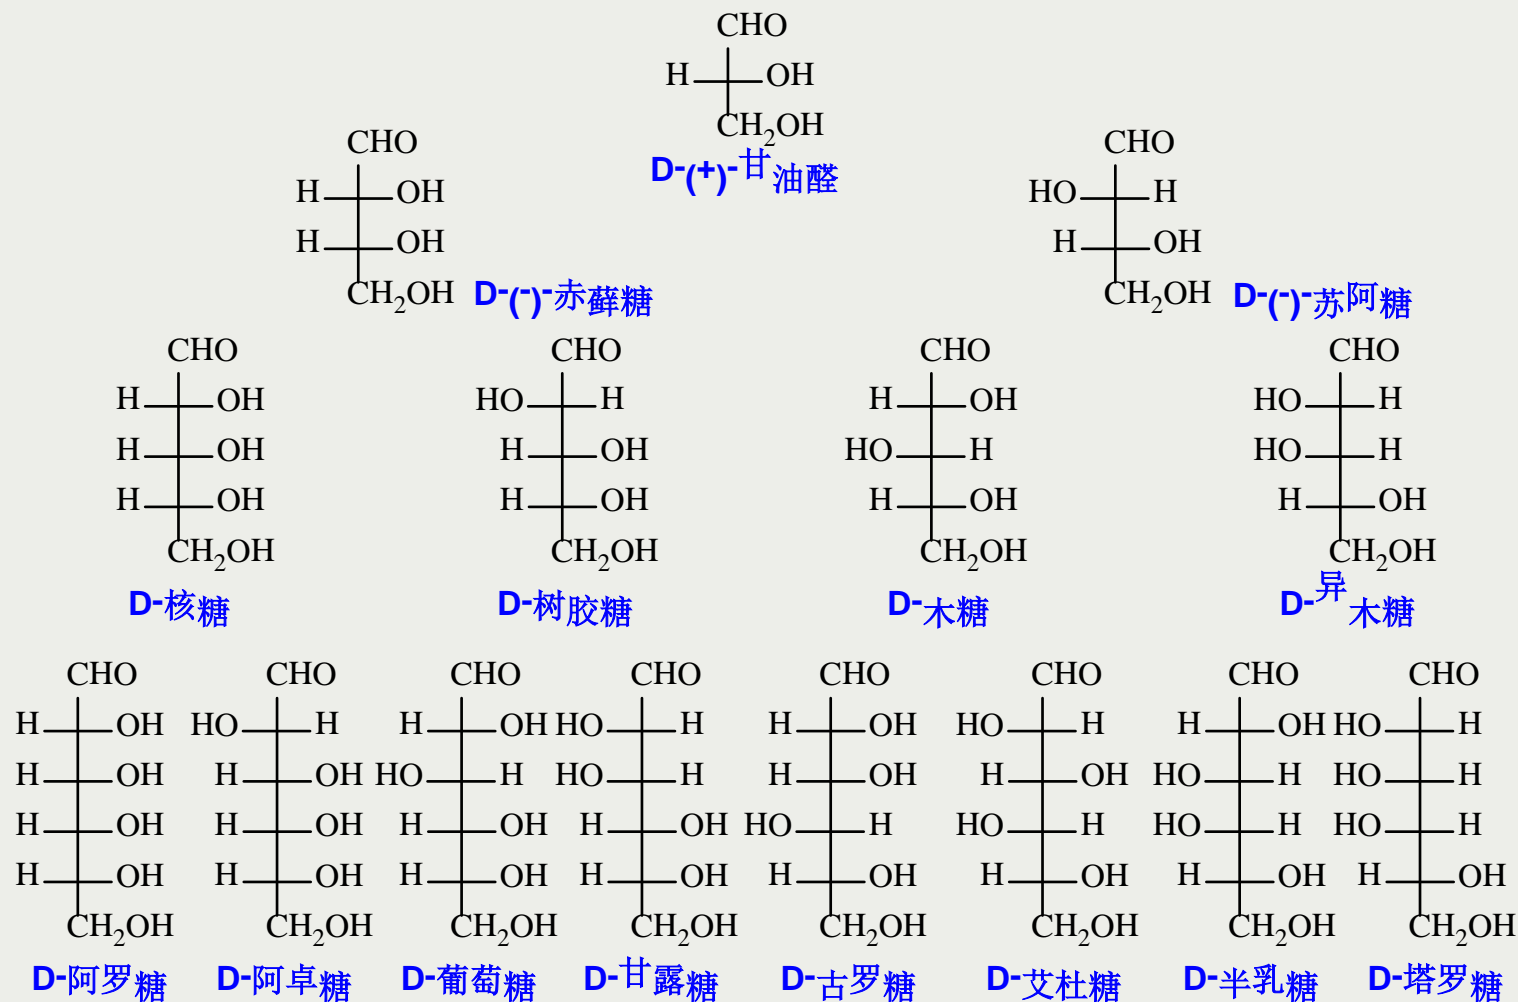 CHO
H OH
CH2OH
D-(+)-甘油醛
CHO CHO
H OH HO H
H OH H OH
CH2OH CH2OH
D-(-)-赤藓糖 D-(-)-苏阿糖
CHO CHO CHO CHO
H OH HO H H OH HO H
H OH H OH HO H HO H
H OH H OH H OH H OH
CH2OH CH2OH CH2OH CH2OH
D-核糖 D-树胶糖 D-木糖 D-异木糖
CHO CHO CHO CHO CHO CHO CHO CHO
H OH HO H H OH HO H H OH HO H H OH HO H
H OH H OH HO H HO H H OH H OH HO H HO H
H OH H OH H OH H OH HO H HO H HO H HO H
H OH H OH H OH H OH H OH H OH H OH H OH
CH2OH CH2OH CH2OH CH2OH CH2OH CH2OH CH2OH CH2OH
D-阿罗糖 D-阿卓糖 D-葡萄糖 D-甘露糖 D-古罗糖 D-艾杜糖 D-半乳糖 D-塔罗糖